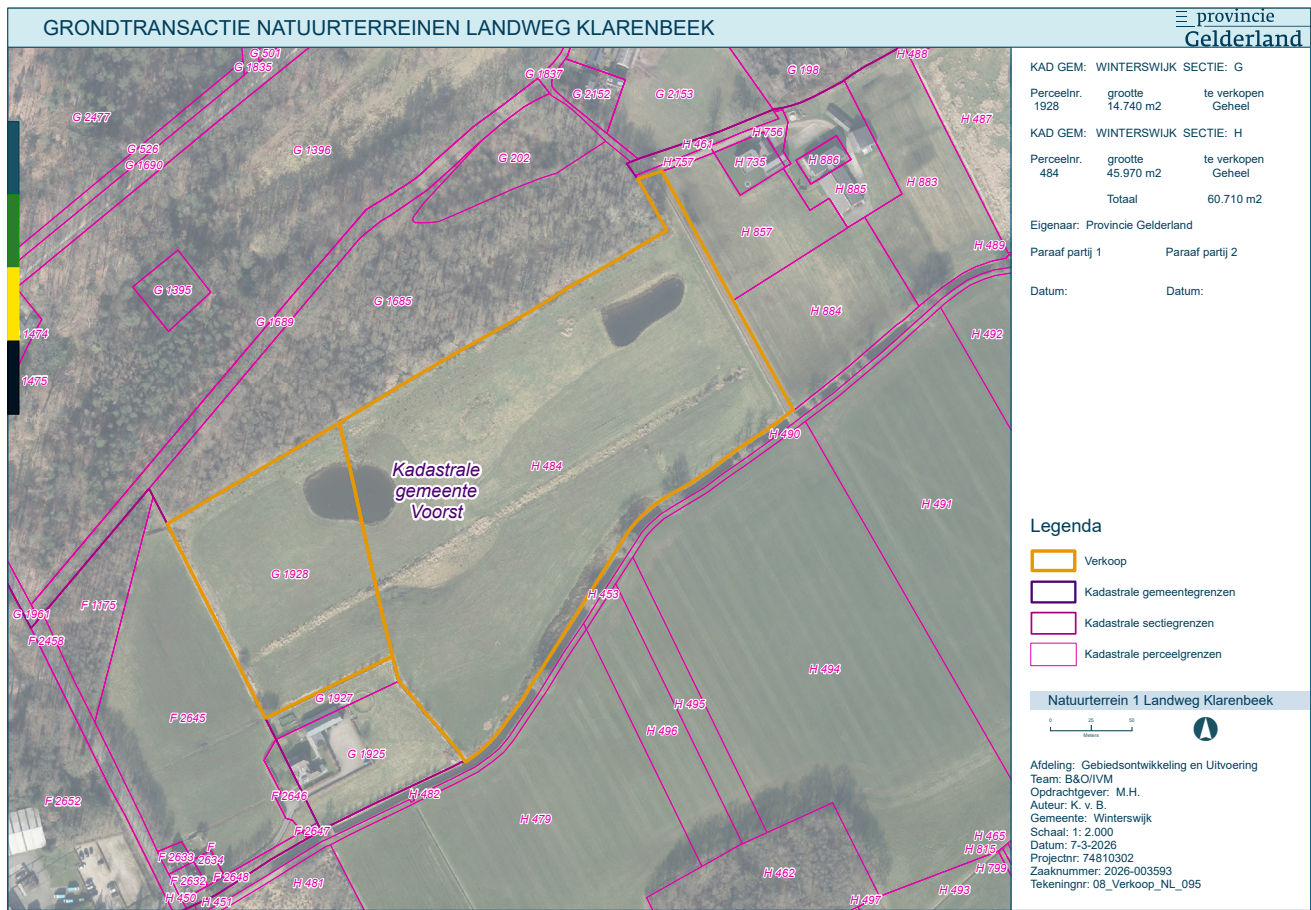 GRONDTRANSACTIE NATUURTERREINEN LANDWEG KLARENBEEK
provincie
Gelderland
G 501
G 1835
G 2477
G 526
G 1690
G 1396
G 1837
G 2152
G 2153
G 198
H 488
H 487
G 202
H 461
H 756
H 757
H 735
H 886
H 885
H 883
H 857
H 489
G 1395
G 1685
G 1689
H 884
H 492
1474
1475
H 490
Kadastrale
gemeente
Voorst
H 484
H 491
G 1928
H 453
F 1175
G 1961
F 2458
H 494
G 1927
H 495
F 2645
H 496
G 1925
F 2646
H 482
F 2652
H 479
F 2647
F
2634
F 2633
F 2632
F 2648
H 450
H 451
H 481
H 462
H 465
H 815
H 799
H 493
H 497
KAD GEM: WINTERSWIJK SECTIE: G
Perceelnr. grootte te verkopen
1928 14.740 m2 Geheel
KAD GEM: WINTERSWIJK SECTIE: H
Perceelnr. grootte te verkopen
484 45.970 m2 Geheel
Totaal 60.710 m2
Eigenaar: Provincie Gelderland
Paraaf partij 1 Paraaf partij 2
Datum: Datum:
Legenda
Verkoop
Kadastrale gemeentegrenzen
Kadastrale sectiegrenzen
Kadastrale perceelgrenzen
Natuurterrein 1 Landweg Klarenbeek
0 25 50
Meters
Afdeling: Gebiedsontwikkeling en Uitvoering
Team: B&O/IVM
Opdrachtgever: M.H.
Auteur: K. v. B.
Gemeente: Winterswijk
Schaal: 1: 2.000
Datum: 7-3-2026
Projectnr: 74810302
Zaaknummer: 2026-003593
Tekeningnr: 08_Verkoop_NL_095